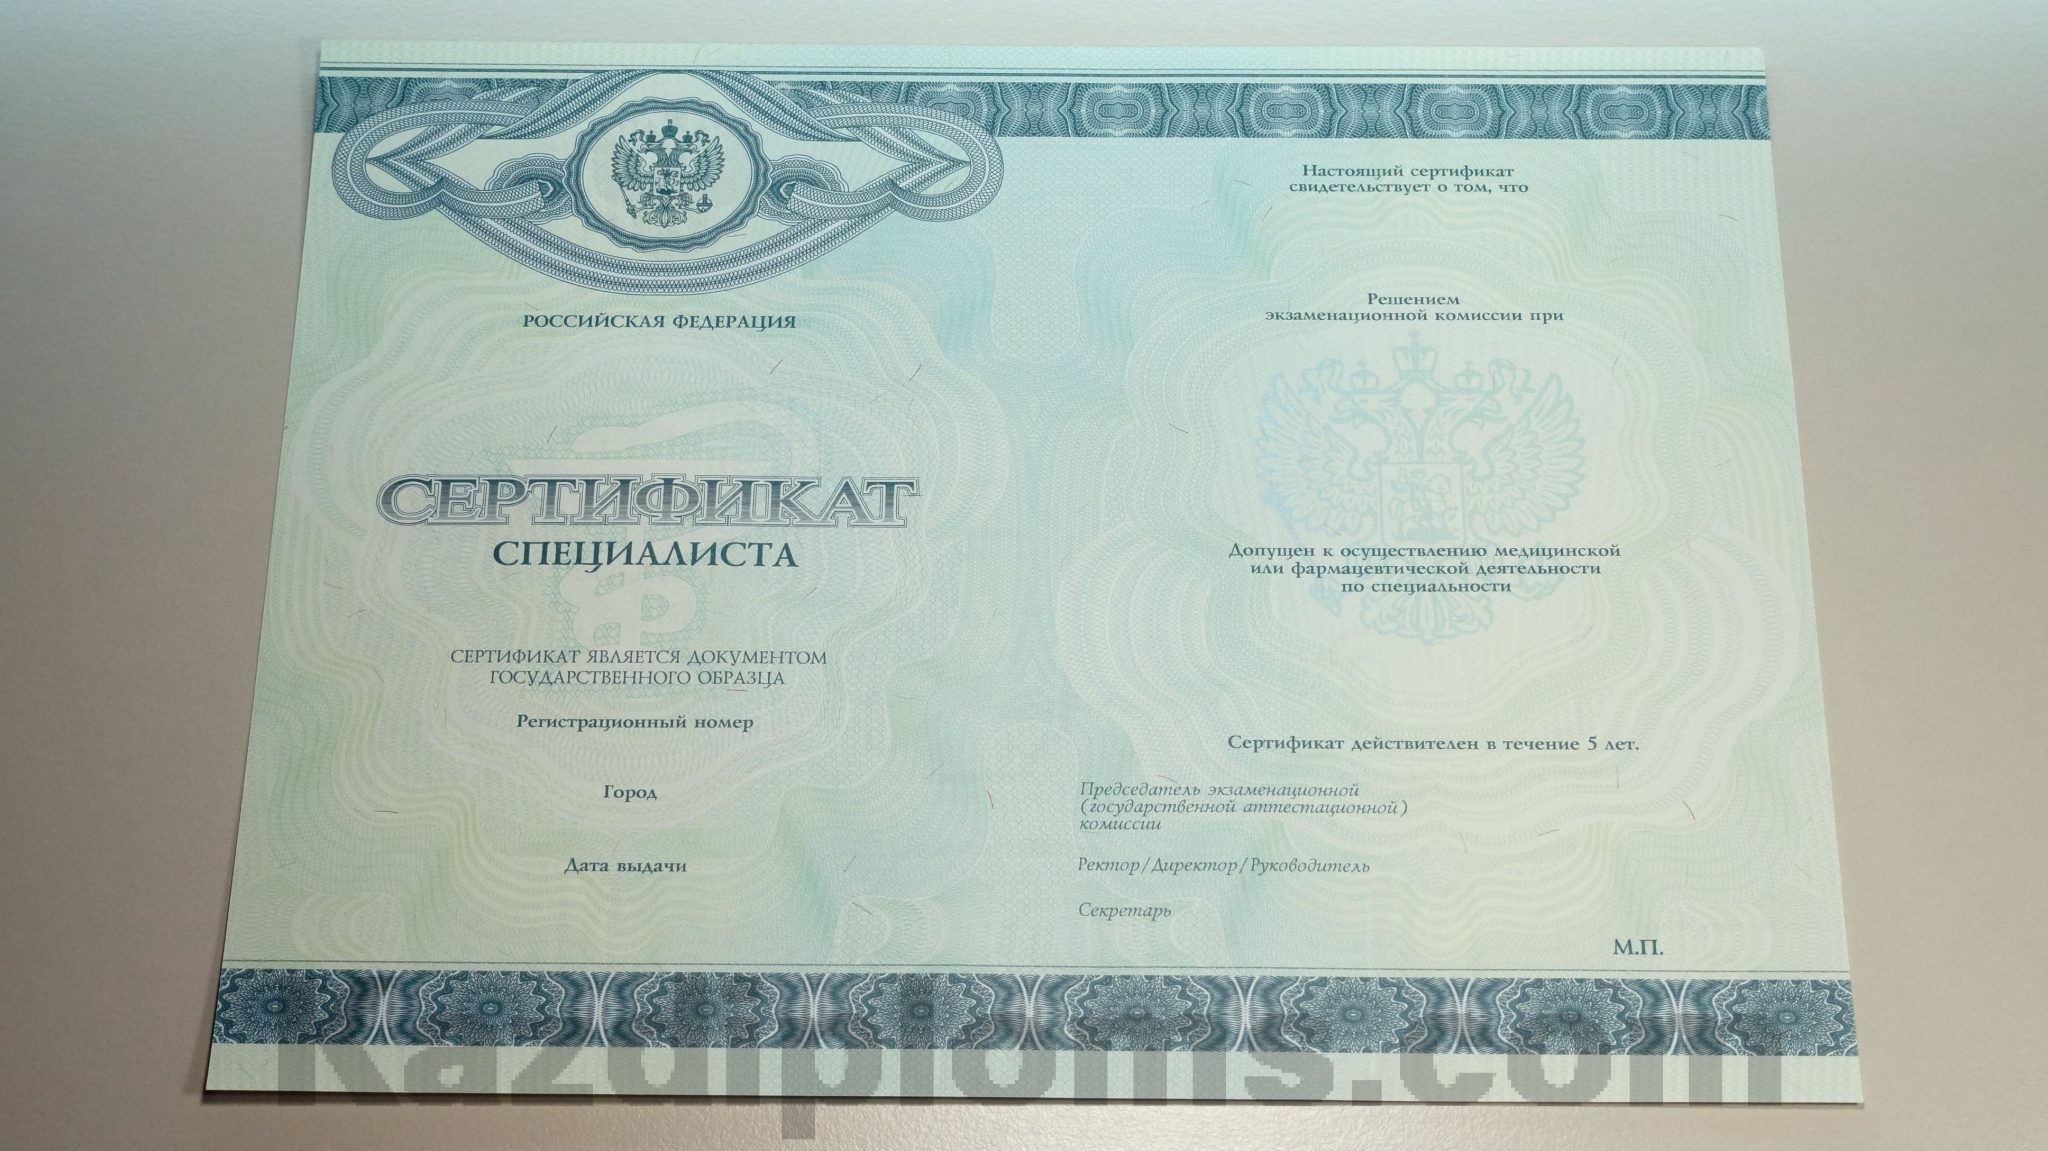 РОССИЙСКАЯ ФЕДЕРАЦИЯ
СЕРТИФИКАТ
СПЕЦИАЛИСТА
СЕРТИФИКАТ ЯВЛЯЕТСЯ ДОКУМЕНТОМ
ГОСУДАРСТВЕННОГО ОБРАЗЦА
Регистрационный номер
Город
Дата выдачи
Настоящий сертификат
свидетельствует о том, что
Решением
экзаменационной комиссии при
Допущен к осуществлению медицинской
или фармацевтической деятельности
по специальности
Сертификат действителен в течение 5 лет.
Председатель экзаменационной
(государственной аттестационной)
комиссии
Ректор/Директор/Руководитель
Секретарь
М.П.
kazdiploms.com